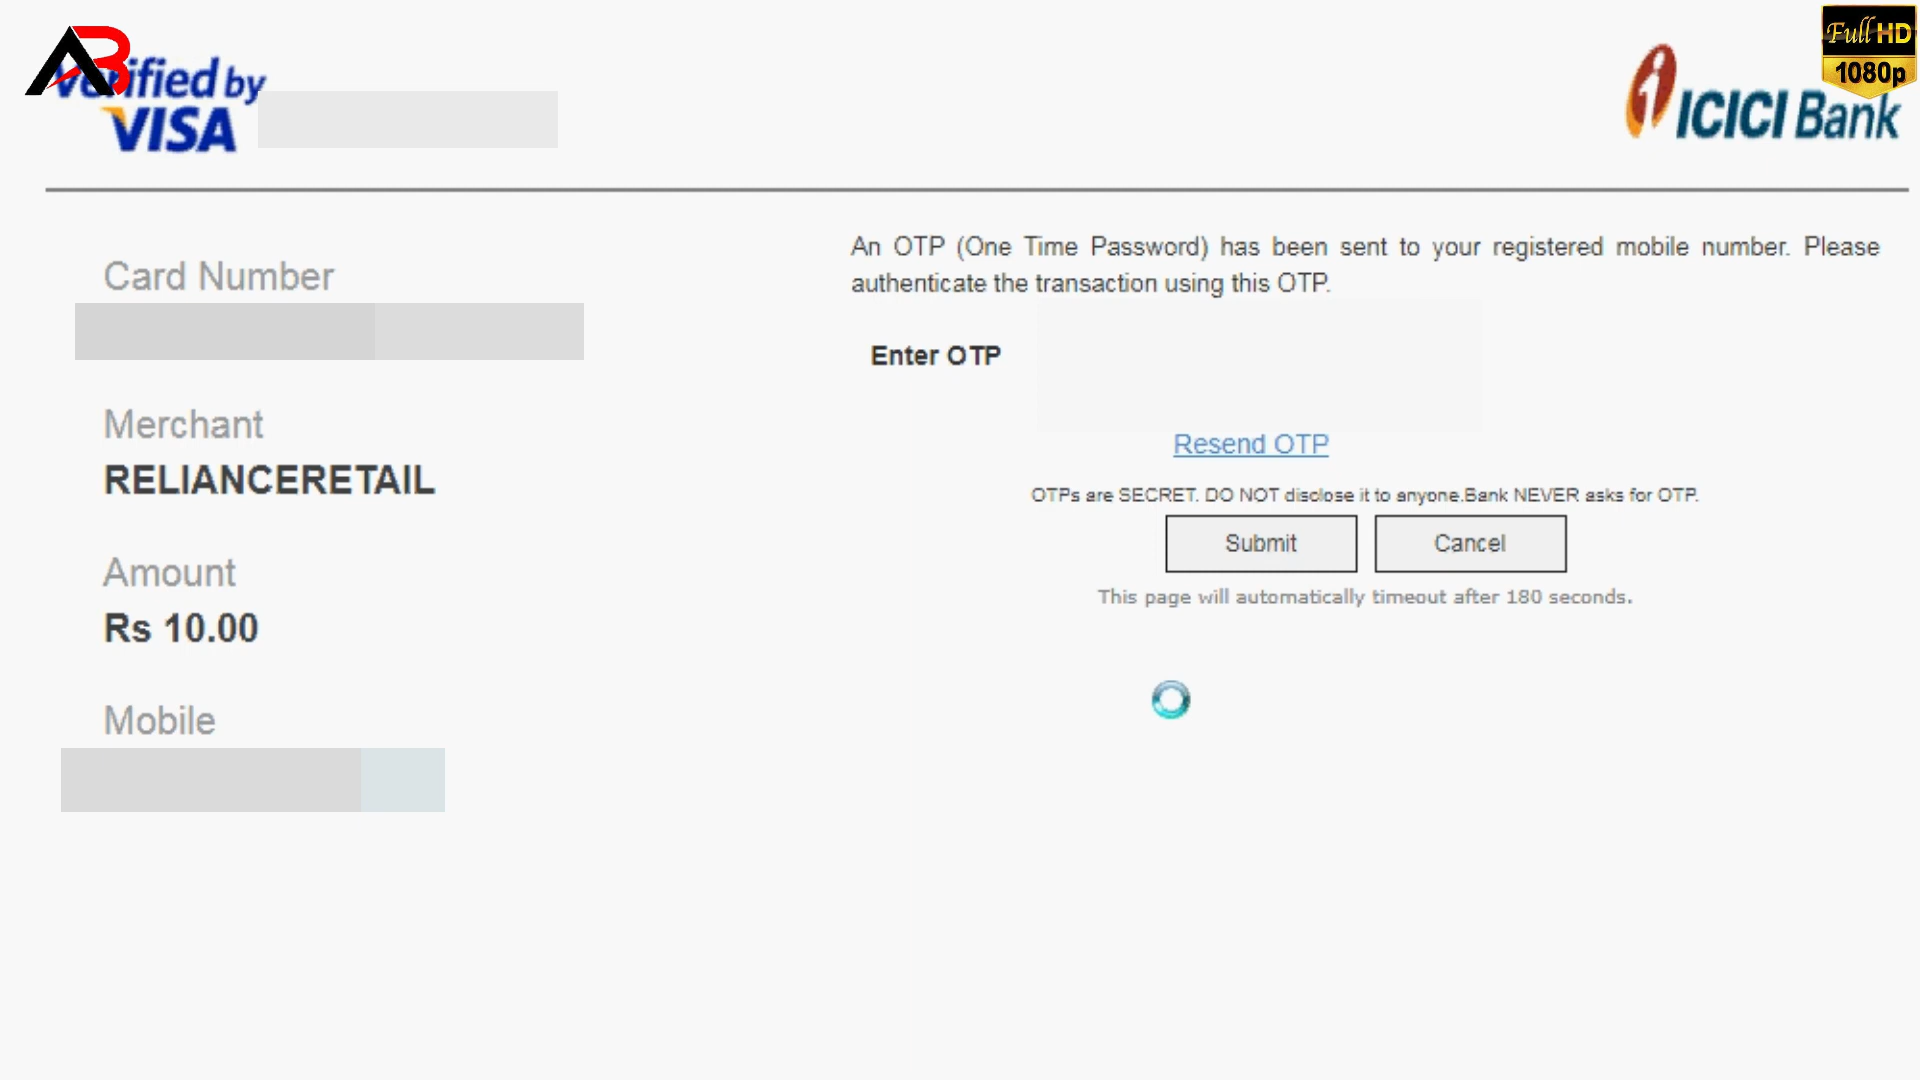 AB
Verified by
VISA
Full HD
1080p
ICICI Bank
Card Number
Merchant
RELIANCERETAIL
Amount
Rs 10.00
Mobile
An OTP (One Time Password) has been sent to your registered mobile number. Please
authenticate the transaction using this OTP.
Enter OTP
Resend OTP
OTPs are SECRET. DO NOT disclose it to anyone.Bank NEVER asks for OTP.
Submit
Cancel
This page will automatically timeout after 180 seconds.